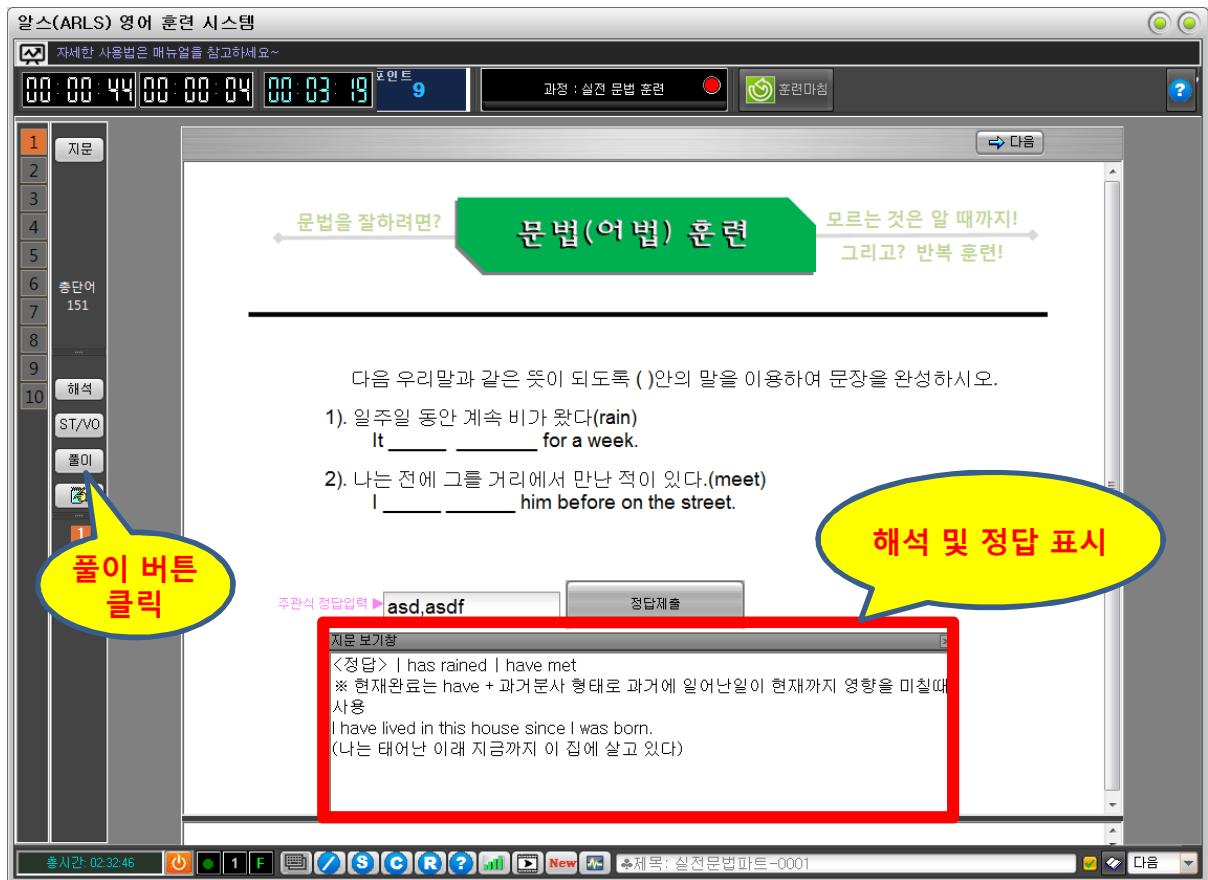 알스(ARLS) 영어 훈련 시스템
자세한 사용법은 매뉴얼을 참고하세요~
00:00:44 00:00:04 00:03:19 포인트 9 과정 : 실전 문법 훈련 훈련마침 ?
1 지문 다음
2
3
4
5
6 총단어
7 151
8
9
10 해석
ST/VO
풀이
1
문법을 잘하려면? 문법(어법) 훈련 모르는 것은 알 때까지!
그리고? 반복 훈련!
다음 우리말과 같은 뜻이 되도록 ( )안의 말을 이용하여 문장을 완성하시오.
1). 일주일 동안 계속 비가 왔다(rain)
It _____ _______ for a week.
2). 나는 전에 그를 거리에서 만난 적이 있다.(meet)
I _____ ______ him before on the street.
풀이 버튼
클릭
해석 및 정답 표시
주관식 정답입력 ▶ asd,asdf 정답제출
지문 보기창
<정답> I has rained I have met
※ 현재완료는 have + 과거분사 형태로 과거에 일어난일이 현재까지 영향을 미칠때
사용
I have lived in this house since I was born.
(나는 태어난 이래 지금까지 이 집에 살고 있다)
총시간: 02:32:46 1 F S C R ? New ♣제목: 실전문법파트-0001 다음